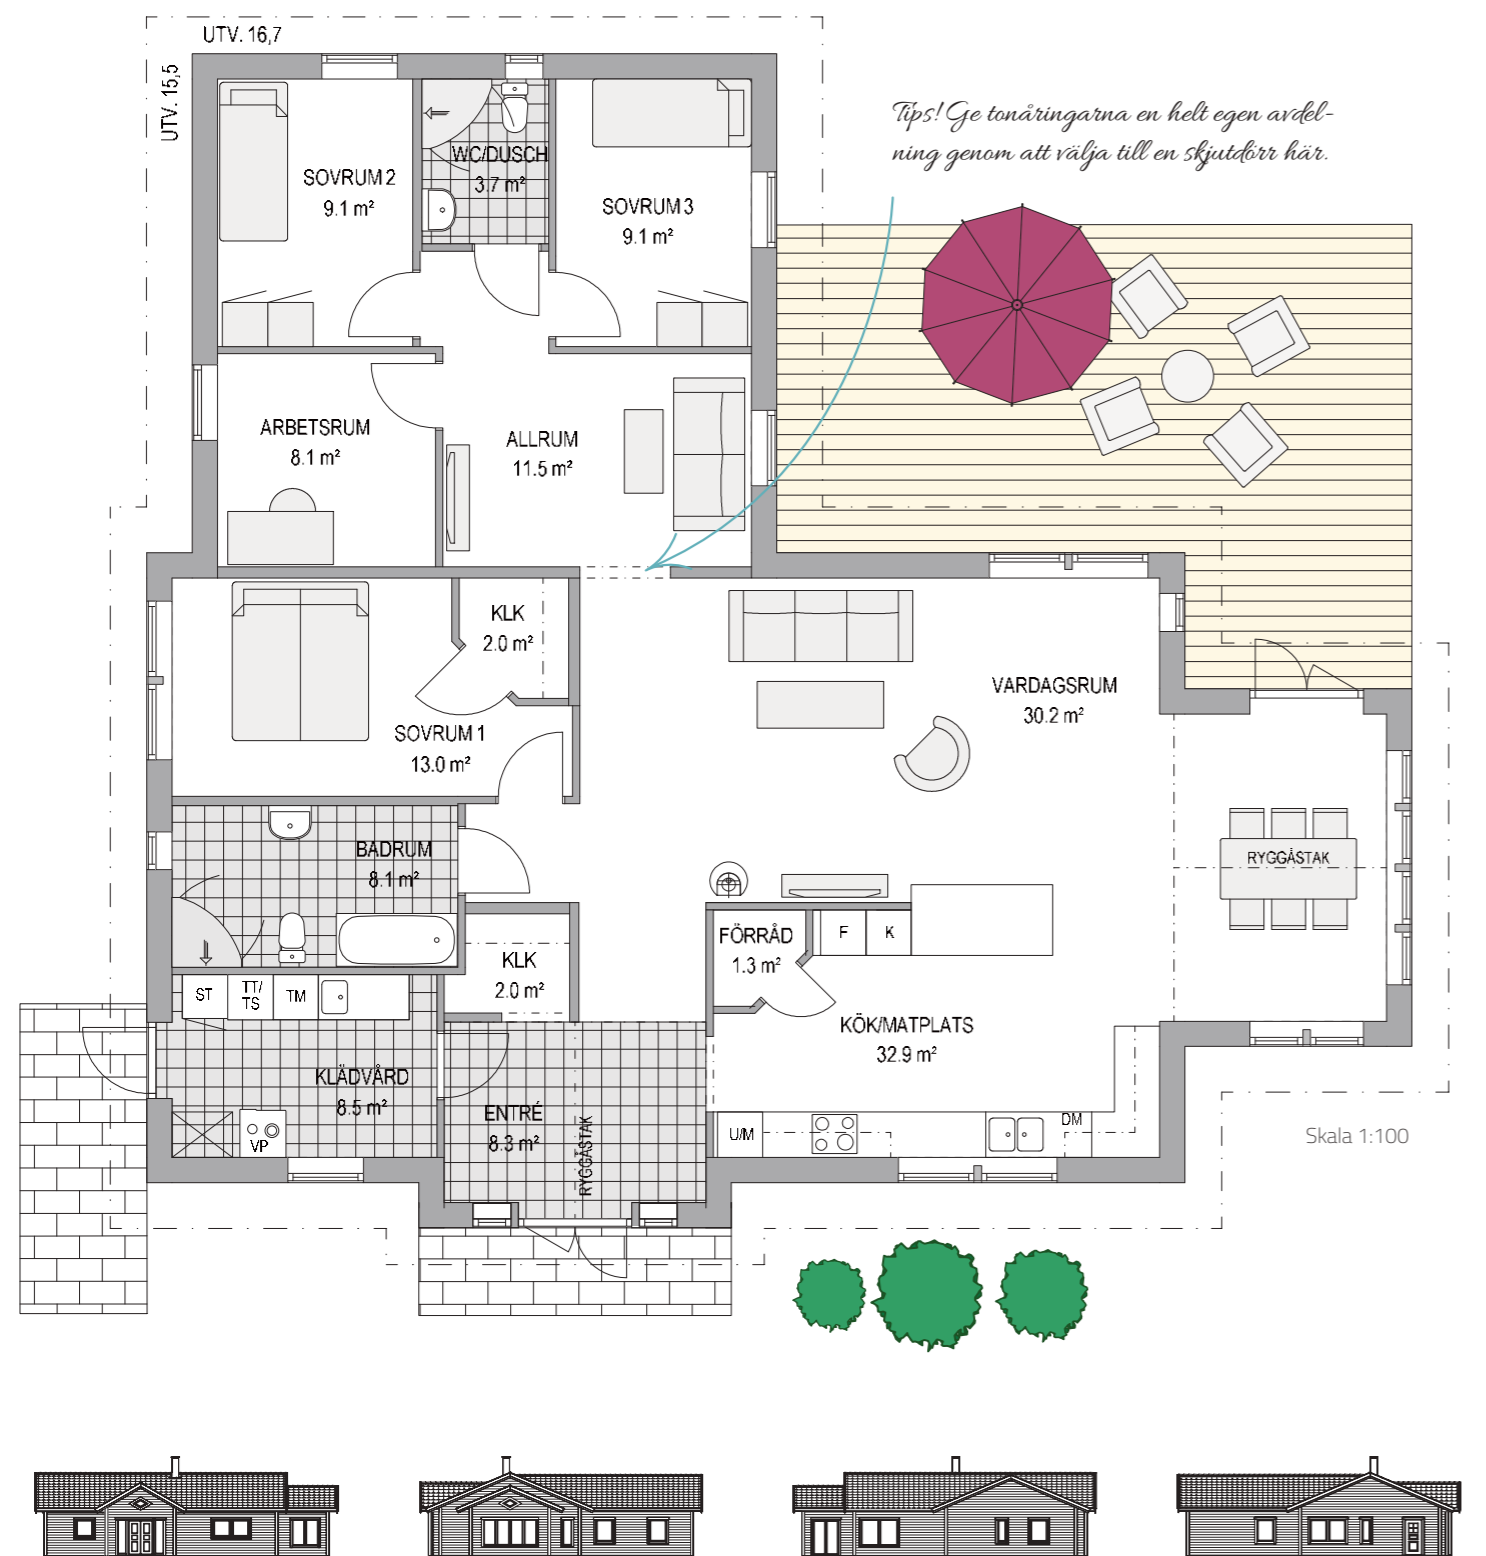 UTV. 16,7
UTV. 15,5
Tips! Ge tonåringarna en helt egen avdel-
ning genom att välja till en skjutdörr här.
WC/DUSCH
3.7 m²
SOVRUM 2
9.1 m²
SOVRUM 3
9.1 m²
ARBETSRUM
8.1 m²
ALLRUM
11.5 m²
KLK
2.0 m²
VARDAGSRUM
30.2 m²
SOVRUM 1
13.0 m²
BADRUM
8.1 m²
RYGGÅSTAK
FÖRRÅD
1.3 m²
F
K
KLK
2.0 m²
ST
TT/
TS
TM
KÖK/MATPLATS
32.9 m²
KLÄDVÅRD
8.5 m²
ENTRÉ
8.3 m²
RYGGÅSTAK
VP
U/M
DM
Skala 1:100